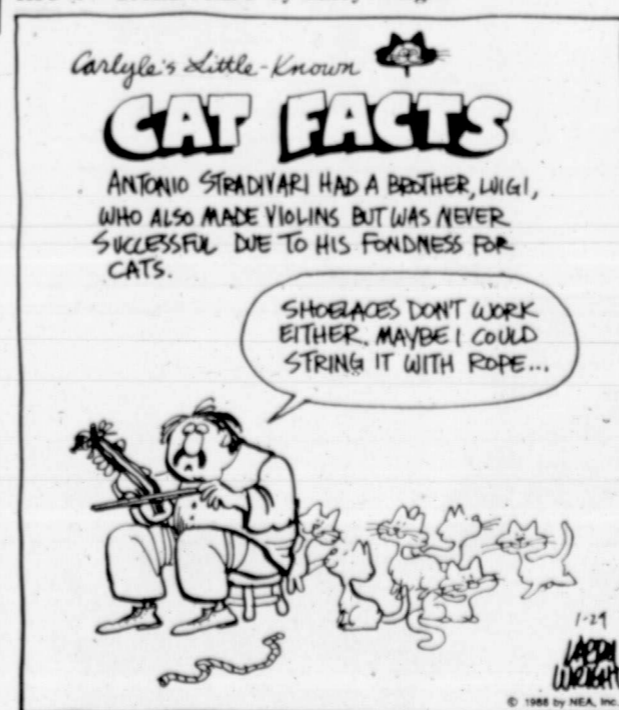 Carlyle's Little-Known
CAT FACTS
ANTONIO STRADIVARI HAD A BROTHER, LUIGI,
WHO ALSO MADE VIOLINS BUT WAS NEVER
SUCCESSFUL DUE TO HIS FONDNESS FOR
CATS.
SHOELACES DON'T WORK
EITHER. MAYBE I COULD
STRING IT WITH ROPE...
1-29
LARRY
WRIGHT
© 1988 by NEA, Inc.